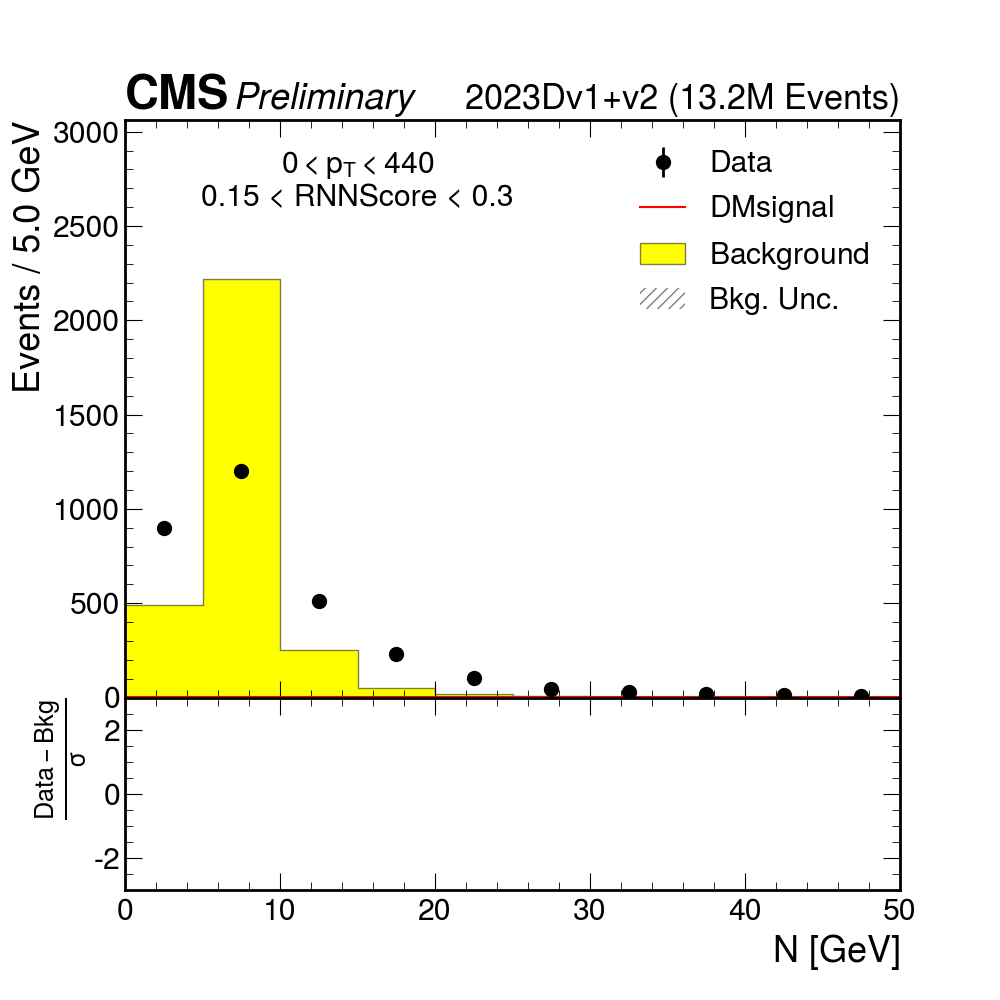 CMS Preliminary 2023Dv1+v2 (13.2M Events)
Events / 5.0 GeV
3000
2500
2000
1500
1000
500
0
0 < pT < 440
0.15 < RNNScore < 0.3
Data
DMsignal
Background
Bkg. Unc.
Data – Bkg
σ
2
0
-2
0 10 20 30 40 50
N [GeV]